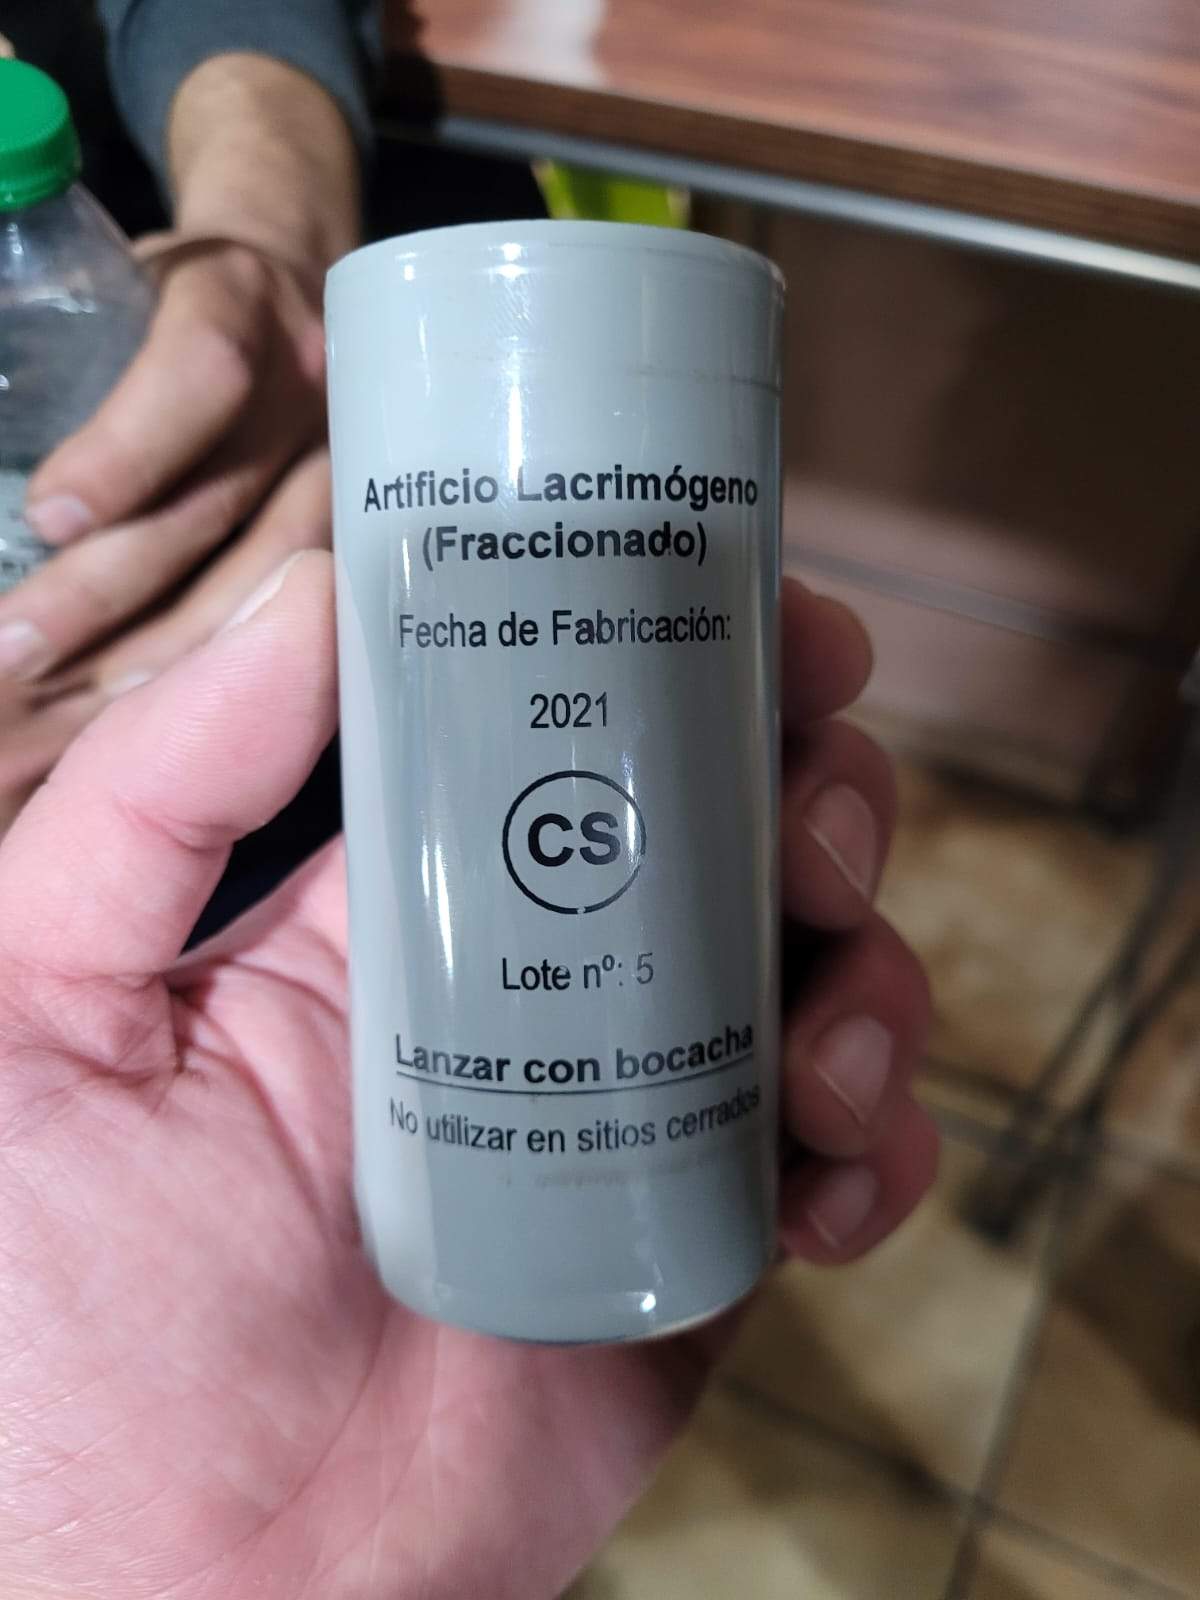 Artificio Lacrimógeno
(Fraccionado)
Fecha de Fabricación:
2021
CS
Lote nº: 5
Lanzar con bocacha
No utilizar en sitios cerrados